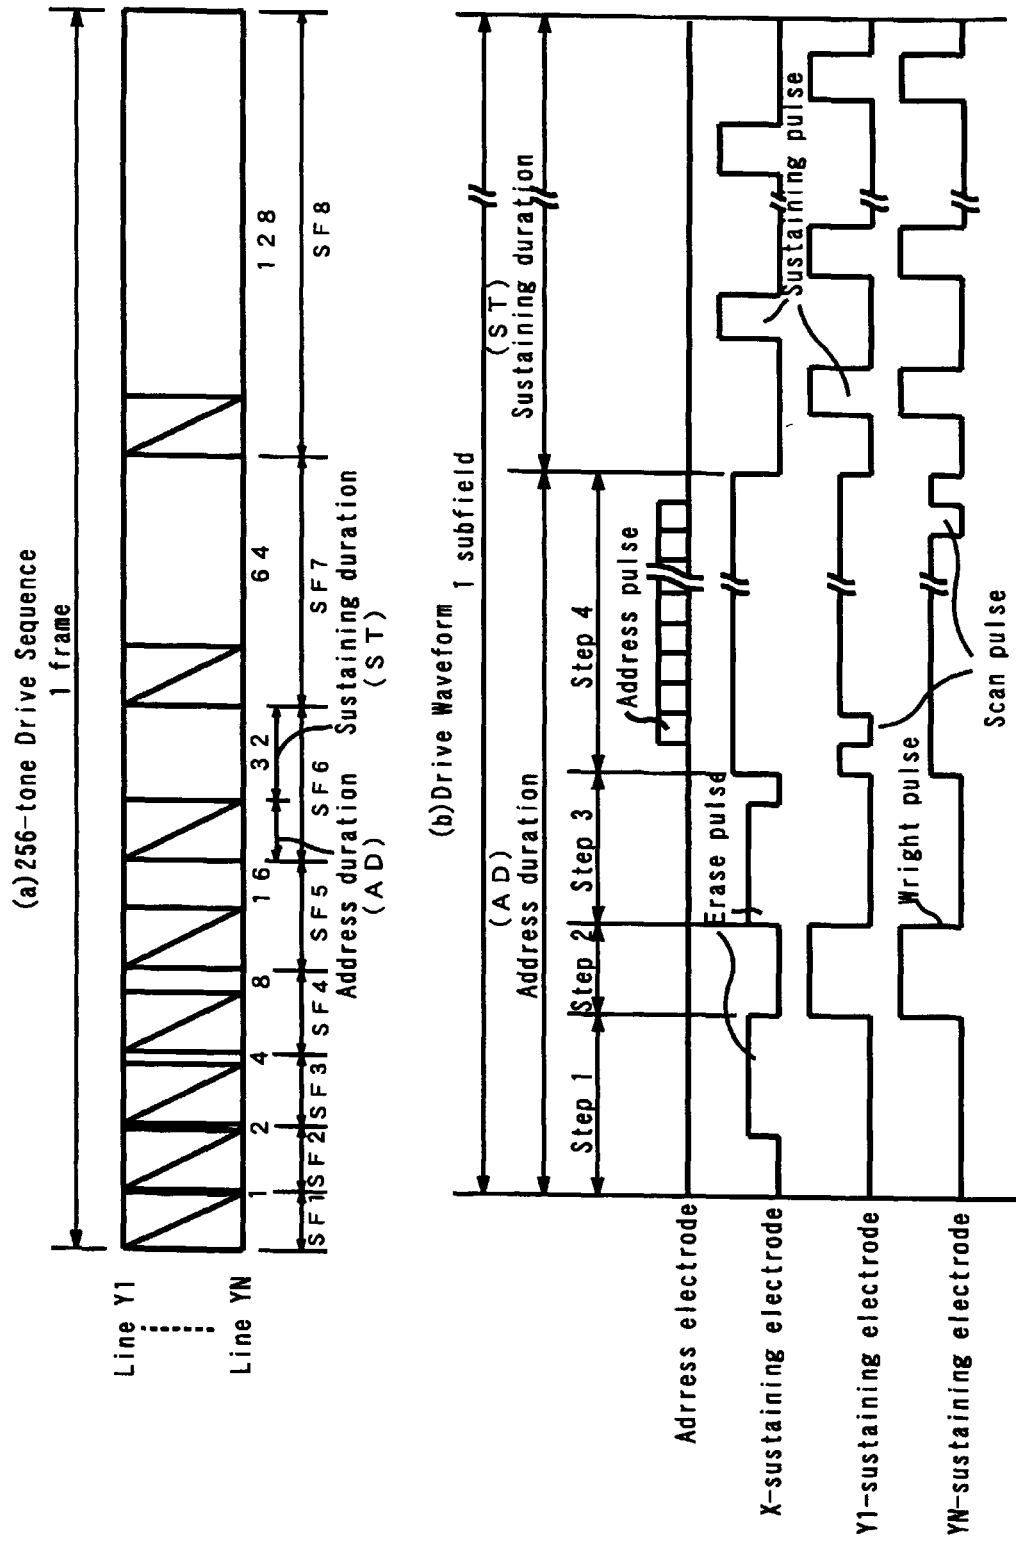 (a)256-tone Drive Sequence
1 frame
Line Y1
Line YN
1 2 4 8 16 32 64 128
SF1 SF2 SF3 SF4 SF5 SF6 SF7 SF8
Address duration Sustaining duration
(AD) (ST)
(b)Drive Waveform
1 subfield
(AD) (ST)
Address duration Sustaining duration
Step 1 Step 2 Step 3 Step 4
Address pulse
Adrress electrode
Erase pulse
Sustaining pulse
X-sustaining electrode
Y1-sustaining electrode
Wright pulse
YN-sustaining electrode
Scan pulse